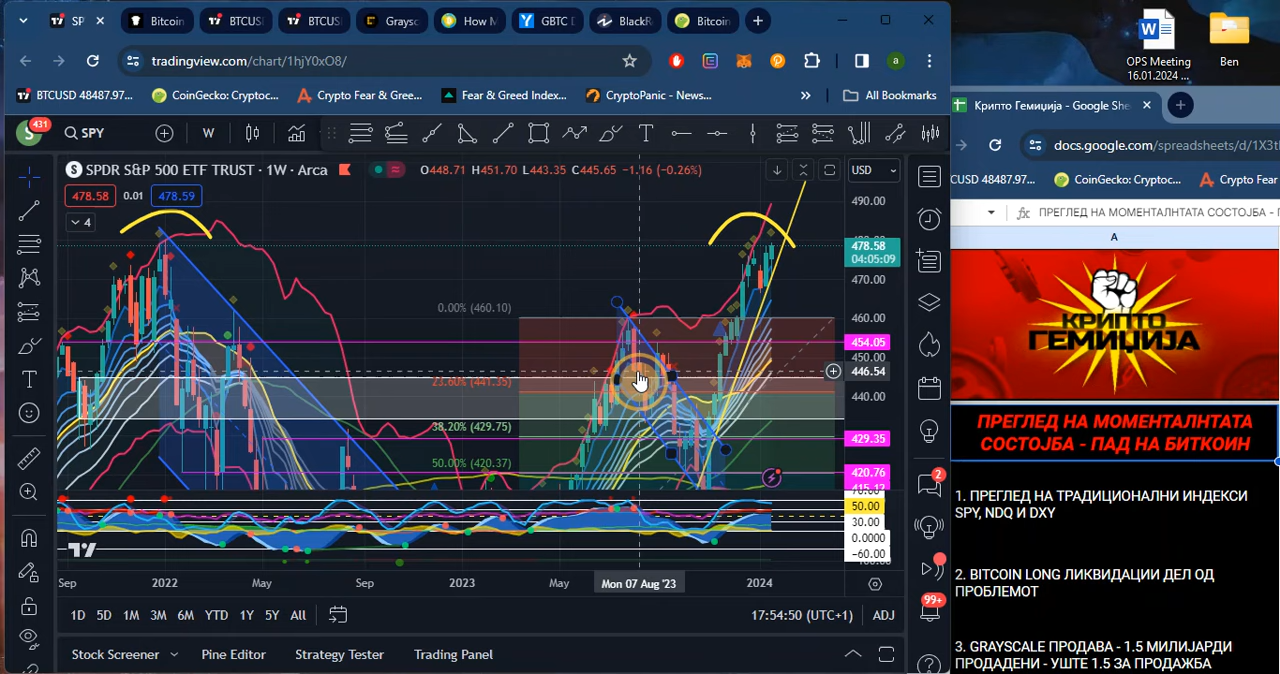 SP
Bitcoin
BTCUS
BTCUS
Graysc
How M
GBTC D
BlackRo
Bitcoin
tradingview.com/chart/1hjY0xO8/
a
BTCUSD 48487.97...
CoinGecko: Cryptoc...
Crypto Fear & Gree...
Fear & Greed Index...
CryptoPanic - News...
All Bookmarks
S
431
SPY
W
SPDR S&P 500 ETF TRUST · 1W · Arca
O448.71 H451.70 L443.35 C445.65 −1.16 (−0.26%)
USD
478.58
0.01
478.59
4
490.00
478.58
04:05:09
470.00
460.00
454.05
450.00
446.54
440.00
429.35
420.76
415.12
0.00% (460.10)
23.60% (441.35)
38.20% (429.75)
50.00% (420.37)
70.00
50.00
30.00
0.0000
−60.00
Sep
2022
May
Sep
2023
May
Mon 07 Aug '23
2024
1D
5D
1M
3M
6M
YTD
1Y
5Y
All
17:54:50 (UTC+1)
ADJ
Stock Screener
Pine Editor
Strategy Tester
Trading Panel
2
99+
OPS Meeting
16.01.2024 ...
Ben
Крипто Гемиџија - Google She
docs.google.com/spreadsheets/d/1X3t
CUSD 48487.97...
CoinGecko: Cryptoc...
Crypto Fear
fx
ПРЕГЛЕД НА МОМЕНТАЛНТАТА СОСТОЈБА - П
A
КРИПТО
ГЕМИЏИЈА
ПРЕГЛЕД НА МОМЕНТАЛНТАТА
СОСТОЈБА - ПАД НА БИТКОИН
1. ПРЕГЛЕД НА ТРАДИЦИОНАЛНИ ИНДЕКСИ
SPY, NDQ И DXY
2. BITCOIN LONG ЛИКВИДАЦИИ ДЕЛ ОД
ПРОБЛЕМОТ
3. GRAYSCALE ПРОДАВА - 1.5 МИЛИЈАРДИ
ПРОДАДЕНИ - УШТЕ 1.5 ЗА ПРОДАЖБА